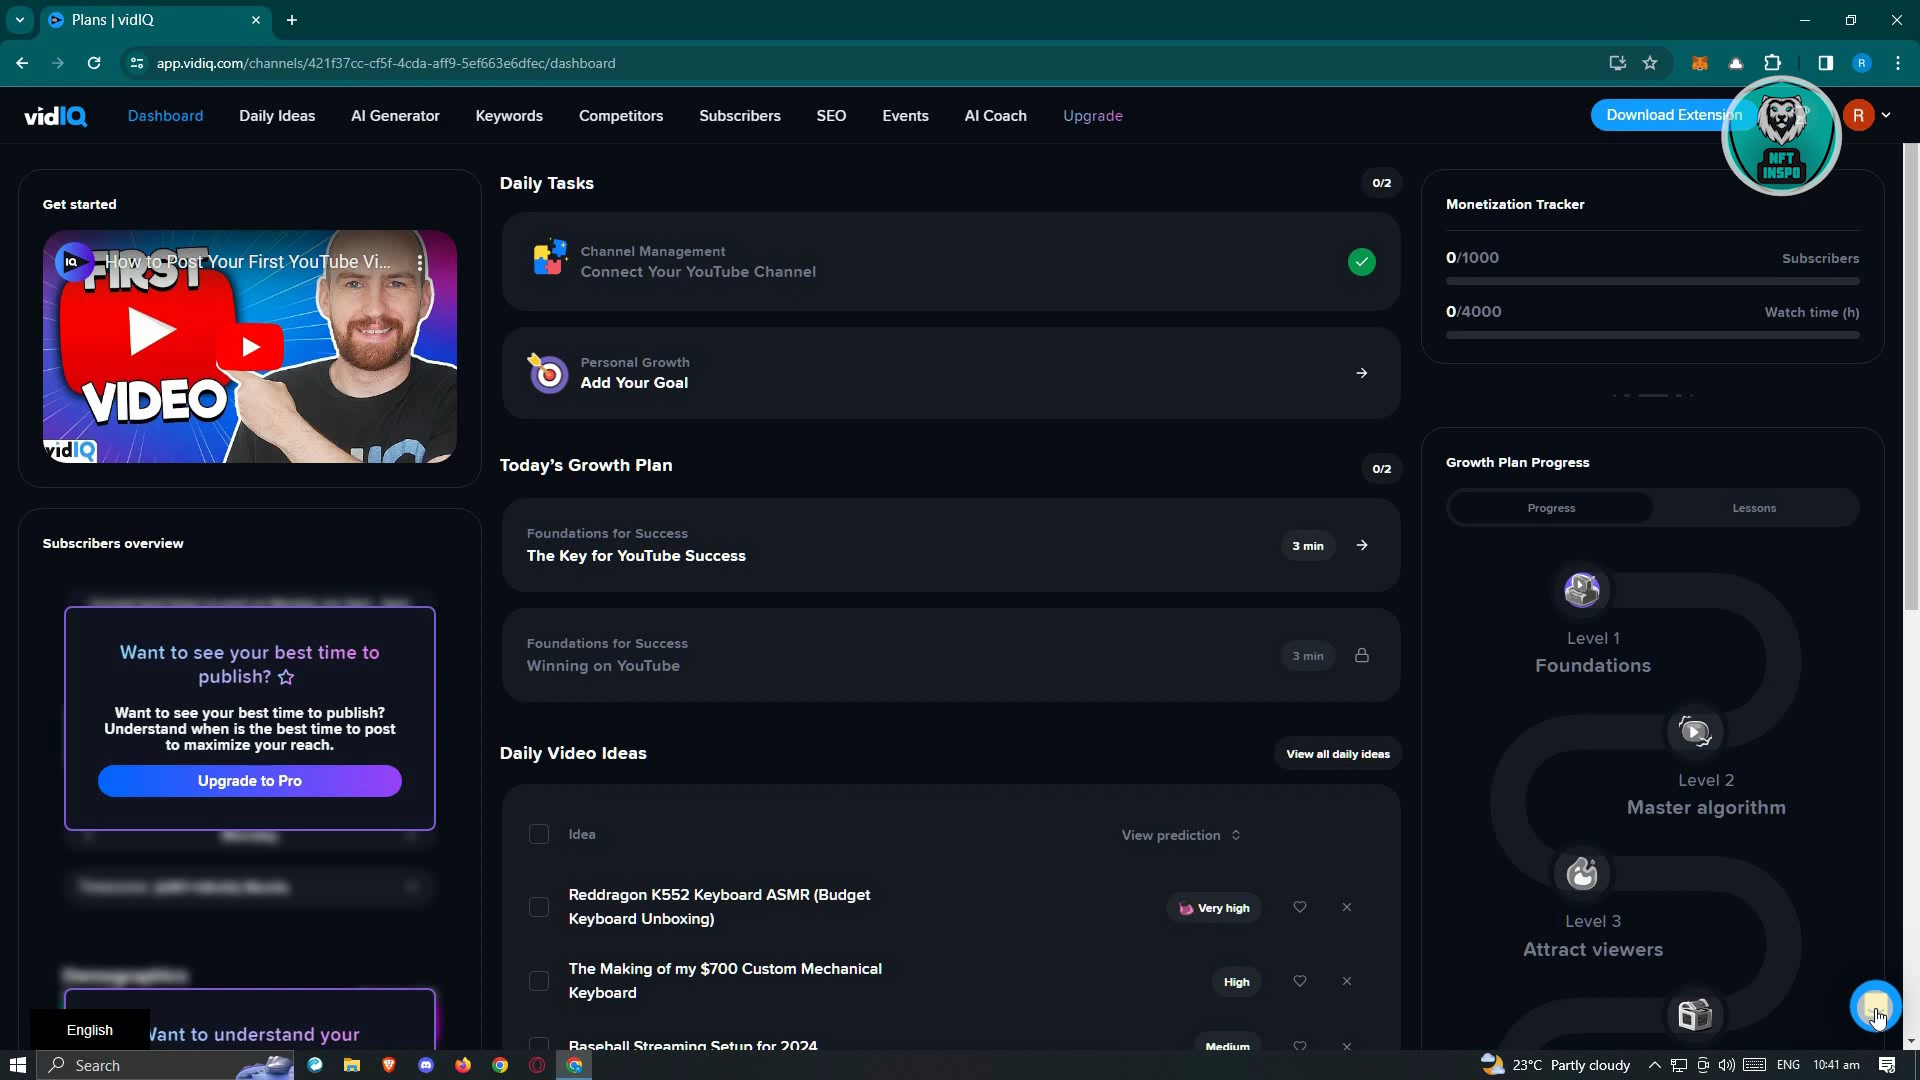 Plans | vidIQ
app.vidiq.com/channels/421f37cc-cf5f-4cda-aff9-5ef663e6dfec/dashboard
R
vidIQ
Dashboard
Daily Ideas
AI Generator
Keywords
Competitors
Subscribers
SEO
Events
AI Coach
Upgrade
Download Extension
R
NFT
INSPO
Get started
How to Post Your First YouTube Vi...
IQ
FIRST
VIDEO
vidIQ
Subscribers overview
Want to see your best time to
publish?
Want to see your best time to publish?
Understand when is the best time to post
to maximize your reach.
Upgrade to Pro
Demographics
Want to understand your
English
Daily Tasks
0/2
Channel Management
Connect Your YouTube Channel
Personal Growth
Add Your Goal
Today's Growth Plan
0/2
Foundations for Success
The Key for YouTube Success
3 min
Foundations for Success
Winning on YouTube
3 min
Daily Video Ideas
View all daily ideas
Idea
View prediction
Reddragon K552 Keyboard ASMR (Budget
Keyboard Unboxing)
Very high
The Making of my $700 Custom Mechanical
Keyboard
High
Baseball Streaming Setup for 2024
Medium
Monetization Tracker
0/1000
Subscribers
0/4000
Watch time (h)
Growth Plan Progress
Progress
Lessons
Level 1
Foundations
Level 2
Master algorithm
Level 3
Attract viewers
Search
23°C Partly cloudy
ENG
10:41 am